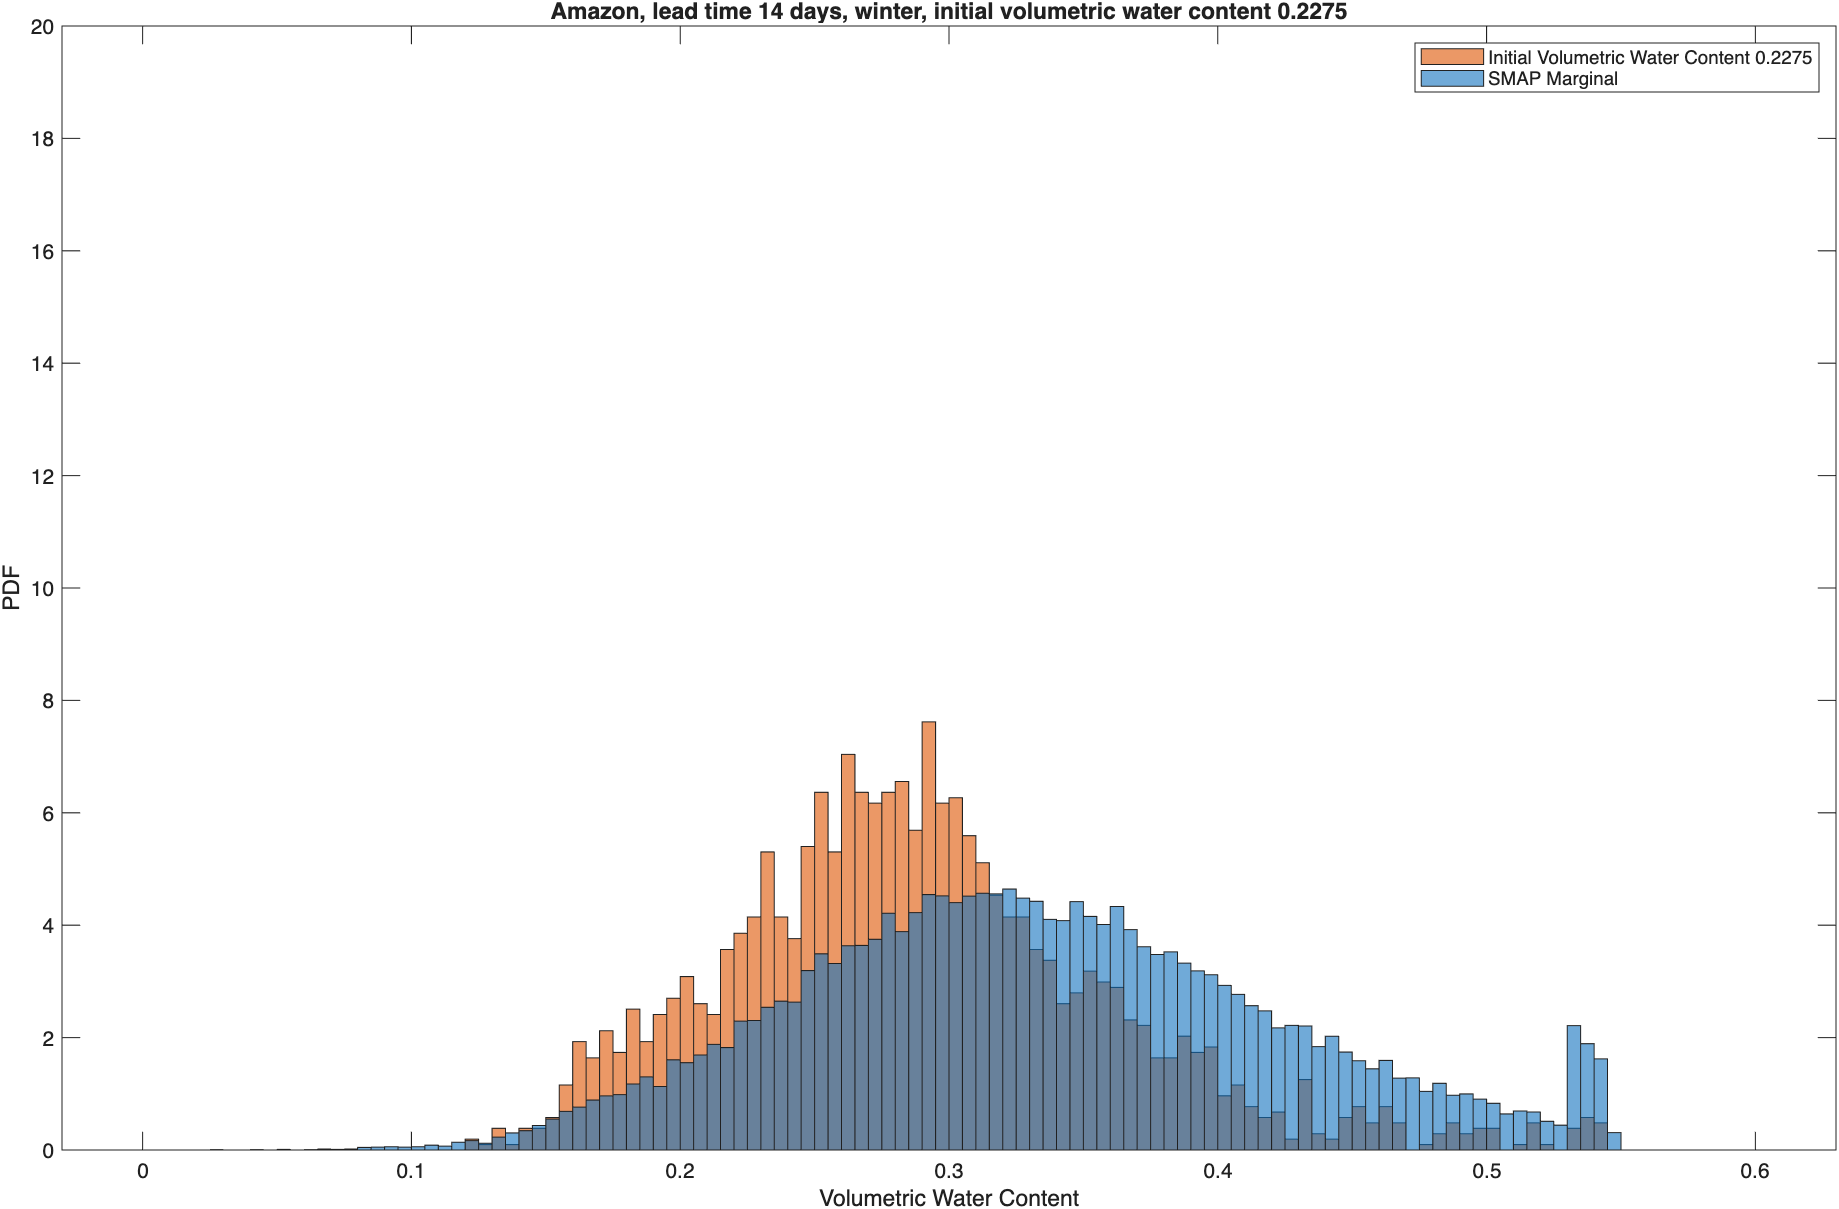 Amazon, lead time 14 days, winter, initial volumetric water content 0.2275
Initial Volumetric Water Content 0.2275
SMAP Marginal
20
18
16
14
12
10
8
6
4
2
0
PDF
0 0.1 0.2 0.3 0.4 0.5 0.6
Volumetric Water Content